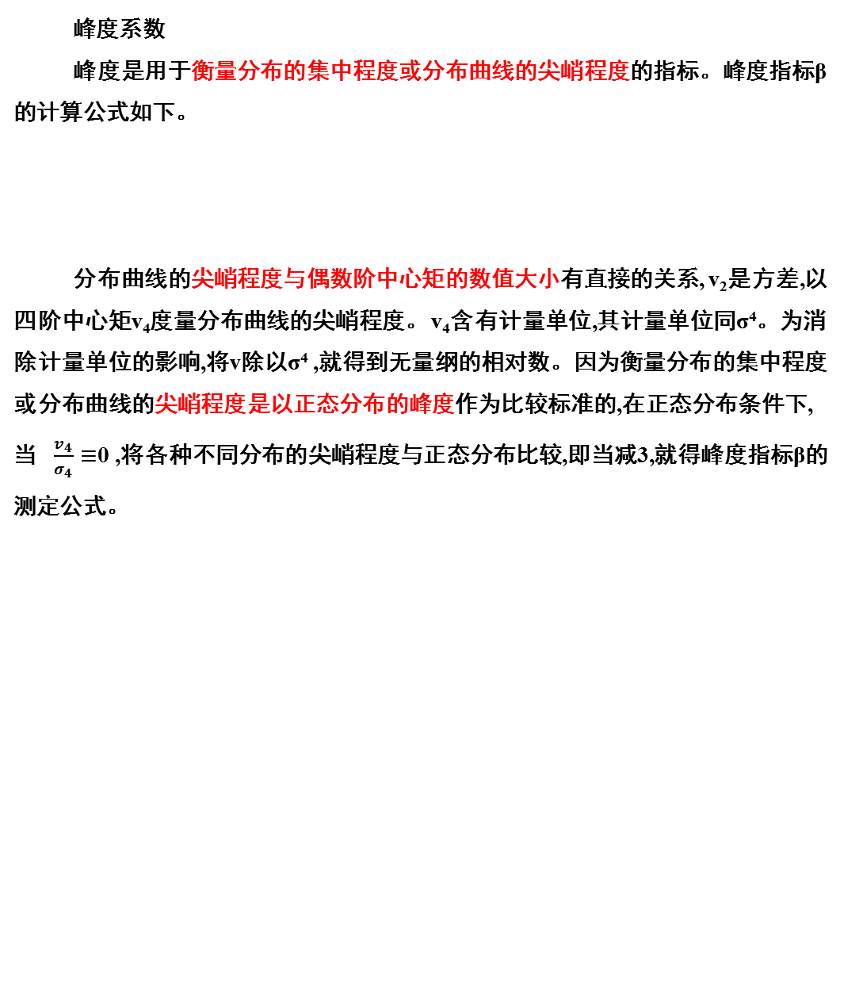 峰度系数
峰度是用于衡量分布的集中程度或分布曲线的尖峭程度的指标。峰度指标β
的计算公式如下。
分布曲线的尖峭程度与偶数阶中心矩的数值大小有直接的关系, v₂是方差,以
四阶中心矩v₄度量分布曲线的尖峭程度。v₄含有计量单位,其计量单位同σ⁴。为消
除计量单位的影响,将v除以σ⁴ ,就得到无量纲的相对数。因为衡量分布的集中程度
或分布曲线的尖峭程度是以正态分布的峰度作为比较标准的,在正态分布条件下,
当 v₄/σ₄ ≡0 ,将各种不同分布的尖峭程度与正态分布比较,即当减3,就得峰度指标β的
测定公式。